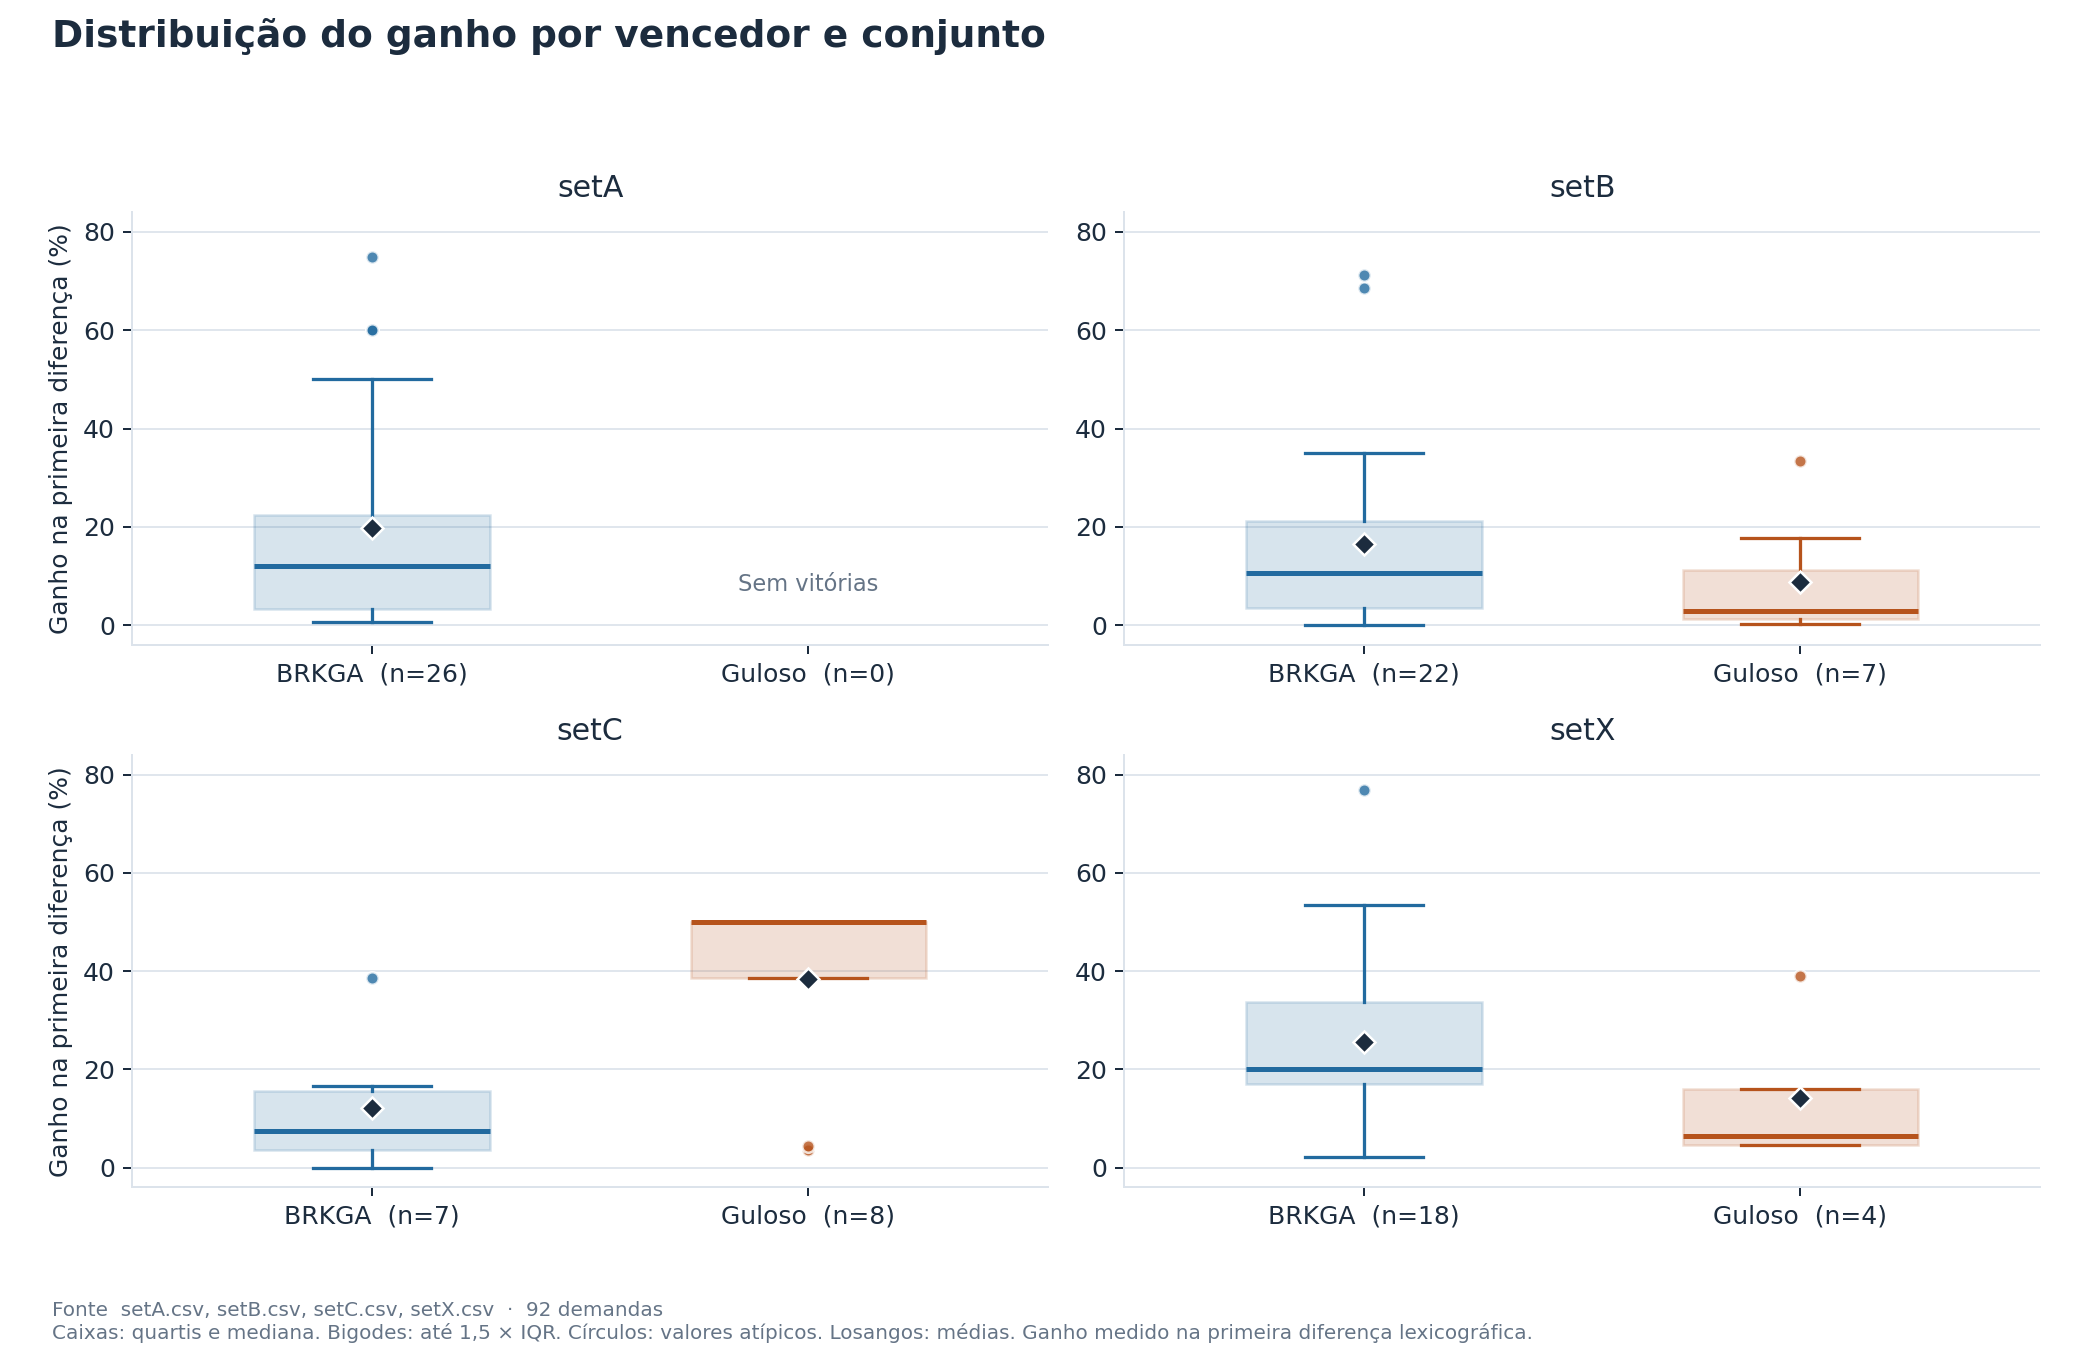 Distribuição do ganho por vencedor e conjunto
setA
Ganho na primeira diferença (%)
80
60
40
20
0
Sem vitórias
BRKGA (n=26)
Guloso (n=0)
setB
80
60
40
20
0
BRKGA (n=22)
Guloso (n=7)
setC
Ganho na primeira diferença (%)
80
60
40
20
0
BRKGA (n=7)
Guloso (n=8)
setX
80
60
40
20
0
BRKGA (n=18)
Guloso (n=4)
Fonte setA.csv, setB.csv, setC.csv, setX.csv · 92 demandas
Caixas: quartis e mediana. Bigodes: até 1,5 × IQR. Círculos: valores atípicos. Losangos: médias. Ganho medido na primeira diferença lexicográfica.